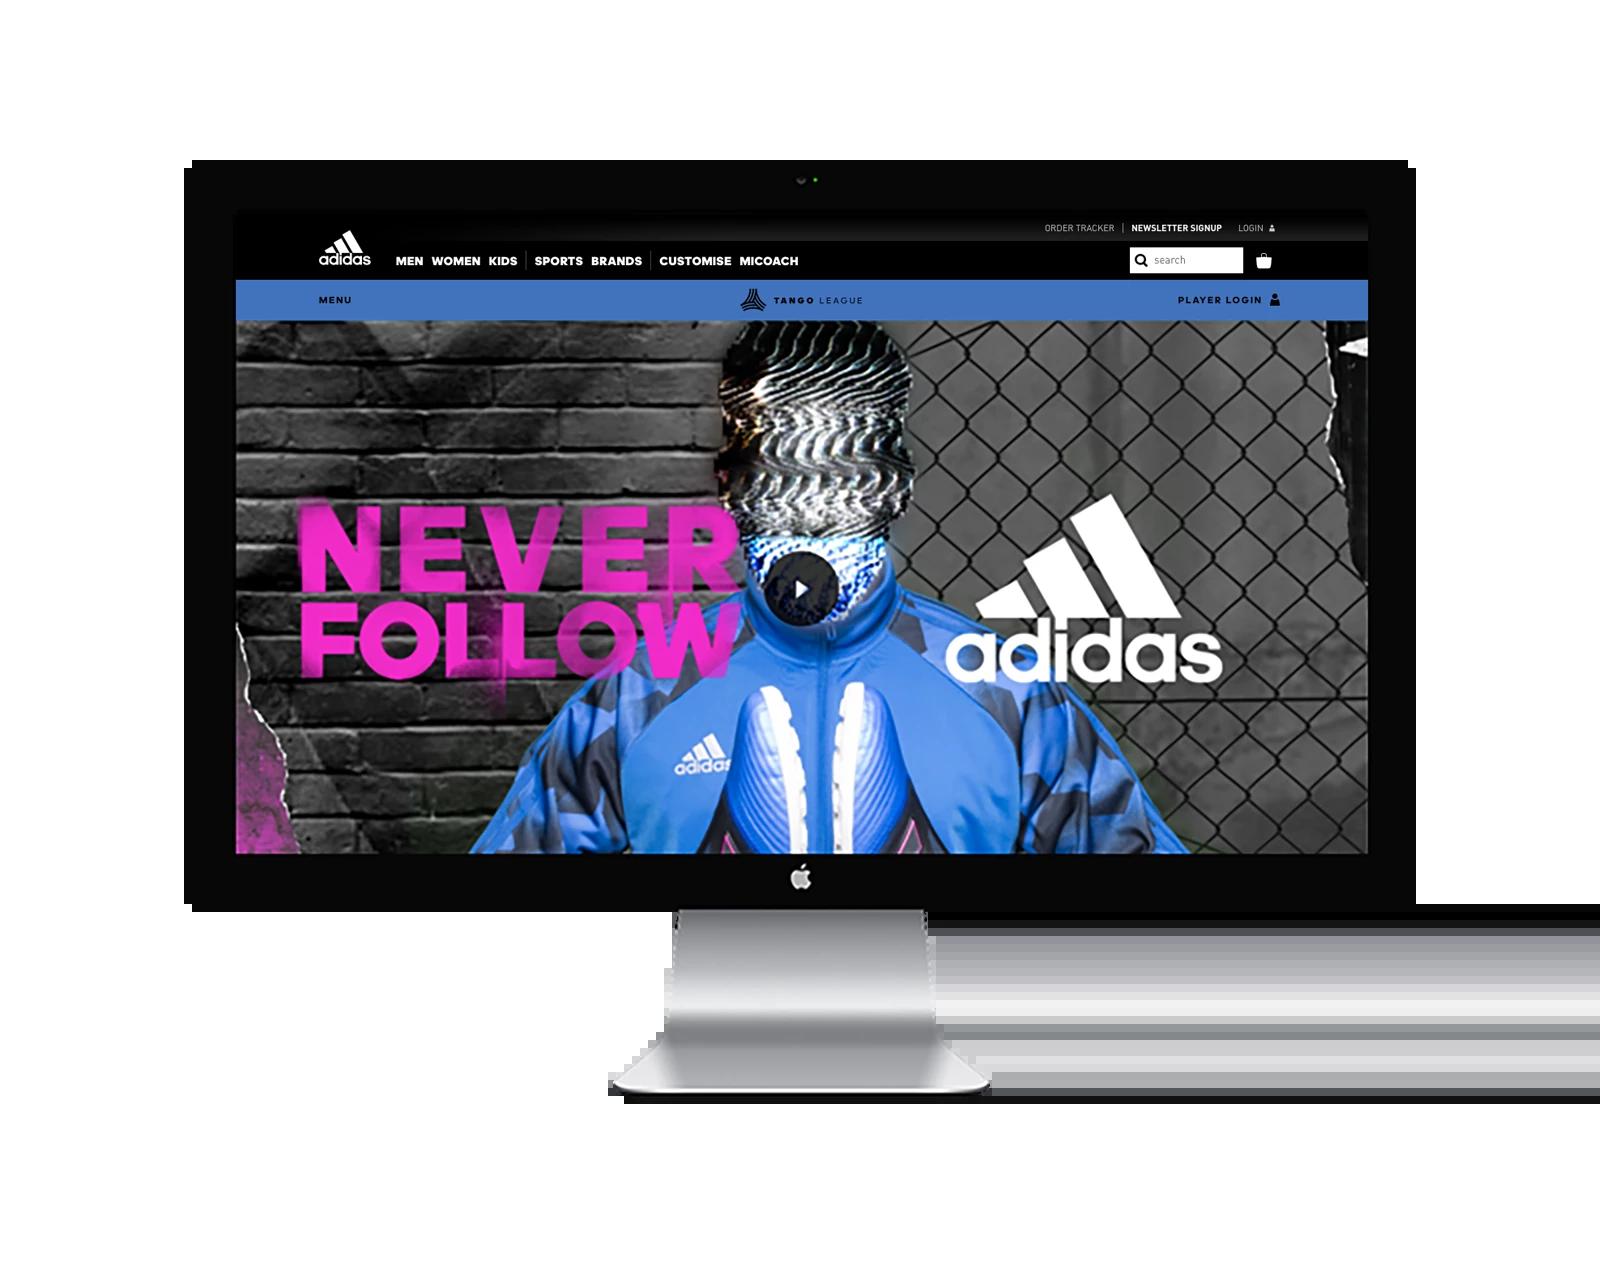 ORDER TRACKER | NEWSLETTER SIGNUP LOGIN
adidas MEN WOMEN KIDS | SPORTS BRANDS | CUSTOMISE MICOACH search
MENU TANGO LEAGUE PLAYER LOGIN
NEVER
FOLLOW
adidas
adidas